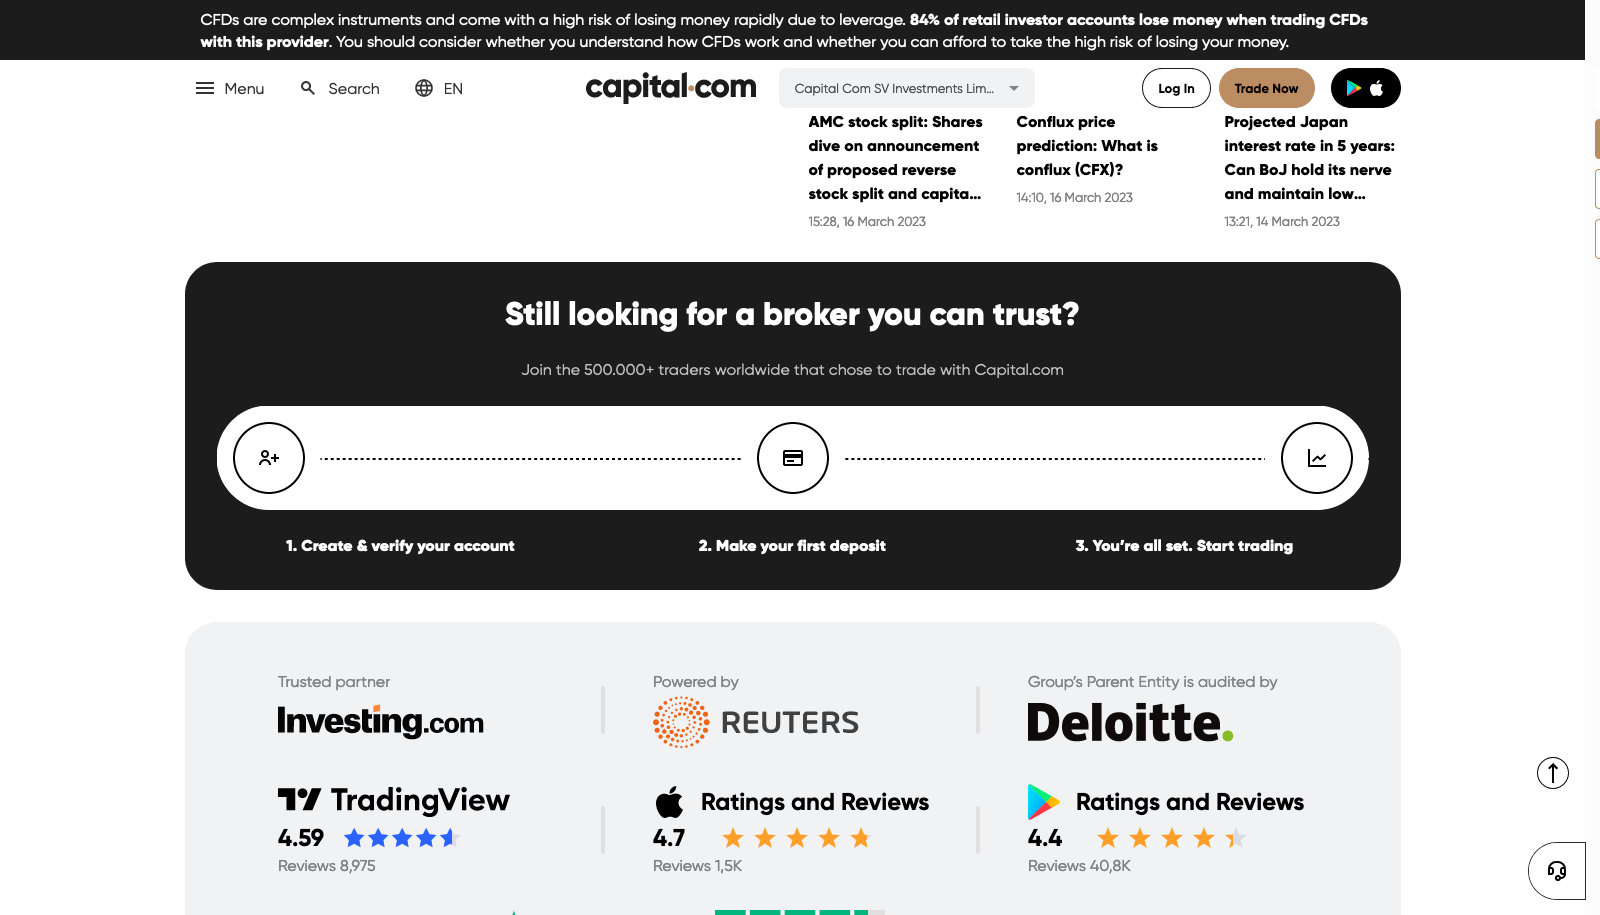 CFDs are complex instruments and come with a high risk of losing money rapidly due to leverage. 84% of retail investor accounts lose money when trading CFDs
with this provider. You should consider whether you understand how CFDs work and whether you can afford to take the high risk of losing your money.
Menu
Search
EN
capital.com
Capital Com SV Investments Lim...
Log In
Trade Now
AMC stock split: Shares
dive on announcement
of proposed reverse
stock split and capita...
15:28, 16 March 2023
Conflux price
prediction: What is
conflux (CFX)?
14:10, 16 March 2023
Projected Japan
interest rate in 5 years:
Can BoJ hold its nerve
and maintain low...
13:21, 14 March 2023
Still looking for a broker you can trust?
Join the 500.000+ traders worldwide that chose to trade with Capital.com
1. Create & verify your account
2. Make your first deposit
3. You’re all set. Start trading
Trusted partner
Investing.com
Powered by
REUTERS
Group’s Parent Entity is audited by
Deloitte.
TradingView
4.59
Reviews 8,975
Ratings and Reviews
4.7
Reviews 1,5K
Ratings and Reviews
4.4
Reviews 40,8K